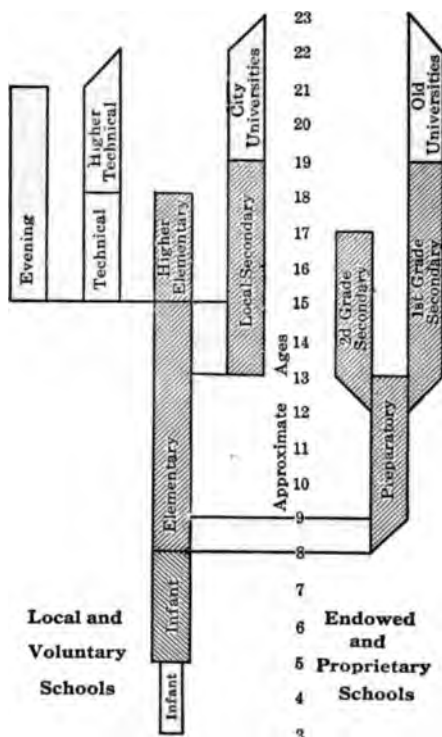 23
22
21
20
19
18
17
16
15
14
13
12
11
10
9
8
7
6
5
4
3
Approximate Ages
Evening
Technical
Higher
Technical
Infant
Infant
Elementary
Higher
Elementary
Local Secondary
City
Universities
2d Grade
Secondary
Preparatory
1st Grade
Secondary
Old
Universities
Local and
Voluntary
Schools
Endowed
and
Proprietary
Schools